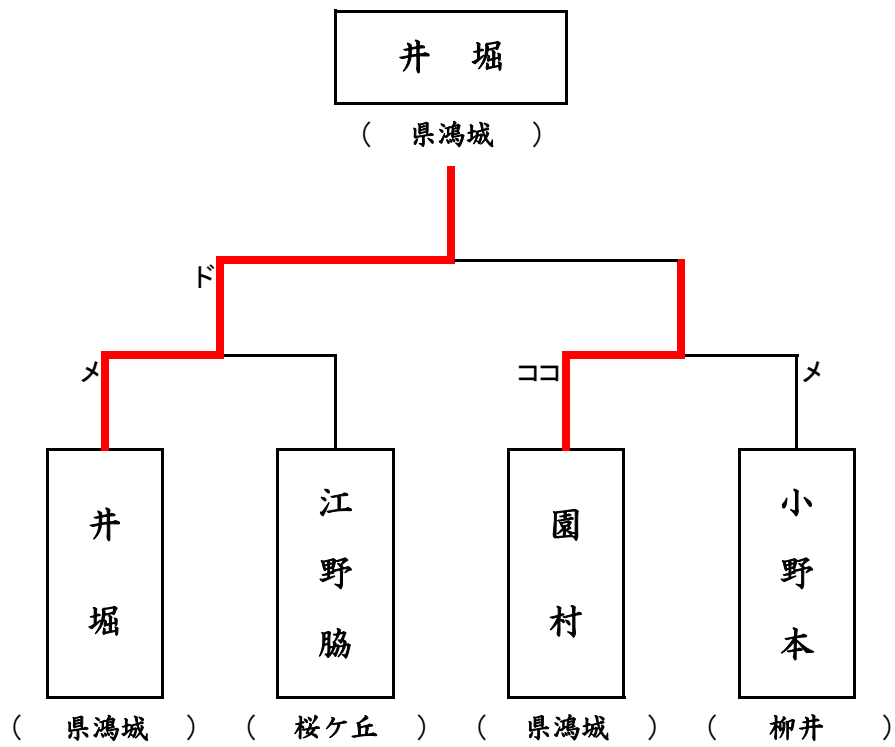 井 堀
( 県鴻城 )
ド
メ
ココ メ
井堀
江野脇
園村
小野本
( 県鴻城 ) ( 桜ケ丘 ) ( 県鴻城 ) ( 柳井 )